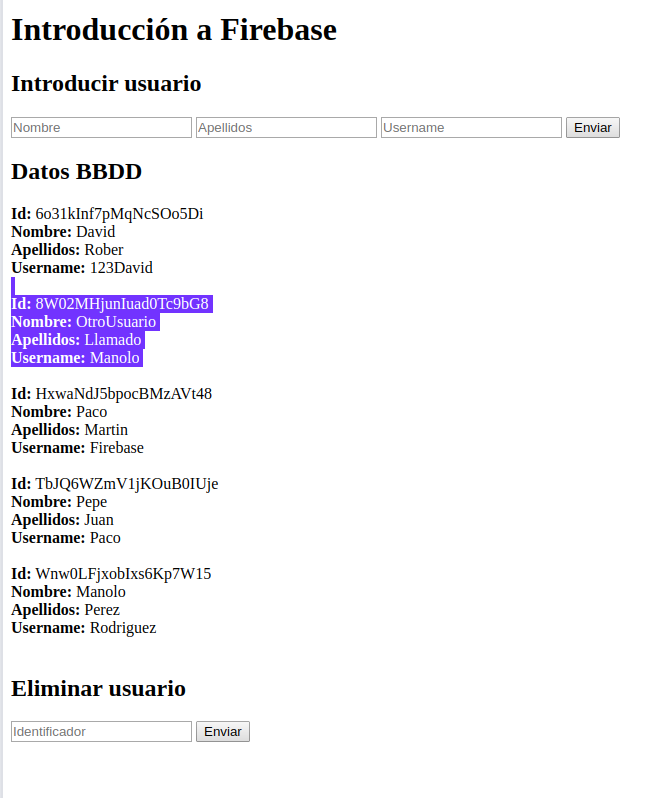 Introducción a Firebase
Introducir usuario
Nombre Apellidos Username Enviar
Datos BBDD
Id: 6o31kInf7pMqNcSOo5Di
Nombre: David
Apellidos: Rober
Username: 123David
Id: 8W02MHjunIuad0Tc9bG8
Nombre: OtroUsuario
Apellidos: Llamado
Username: Manolo
Id: HxwaNdJ5bpocBMzAVt48
Nombre: Paco
Apellidos: Martin
Username: Firebase
Id: TbJQ6WZmV1jKOuB0IUje
Nombre: Pepe
Apellidos: Juan
Username: Paco
Id: Wnw0LFjxobIxs6Kp7W15
Nombre: Manolo
Apellidos: Perez
Username: Rodriguez
Eliminar usuario
Identificador Enviar